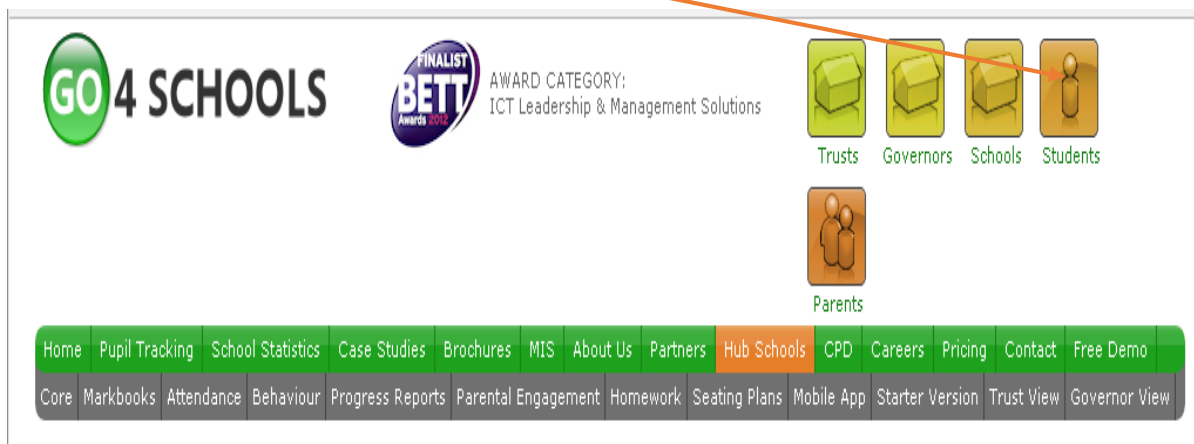 GO 4 SCHOOLS
FINALIST
BETT
Awards 2012
AWARD CATEGORY:
ICT Leadership & Management Solutions
Trusts Governors Schools Students
Parents
Home Pupil Tracking School Statistics Case Studies Brochures MIS About Us Partners Hub Schools CPD Careers Pricing Contact Free Demo
Core Markbooks Attendance Behaviour Progress Reports Parental Engagement Homework Seating Plans Mobile App Starter Version Trust View Governor View